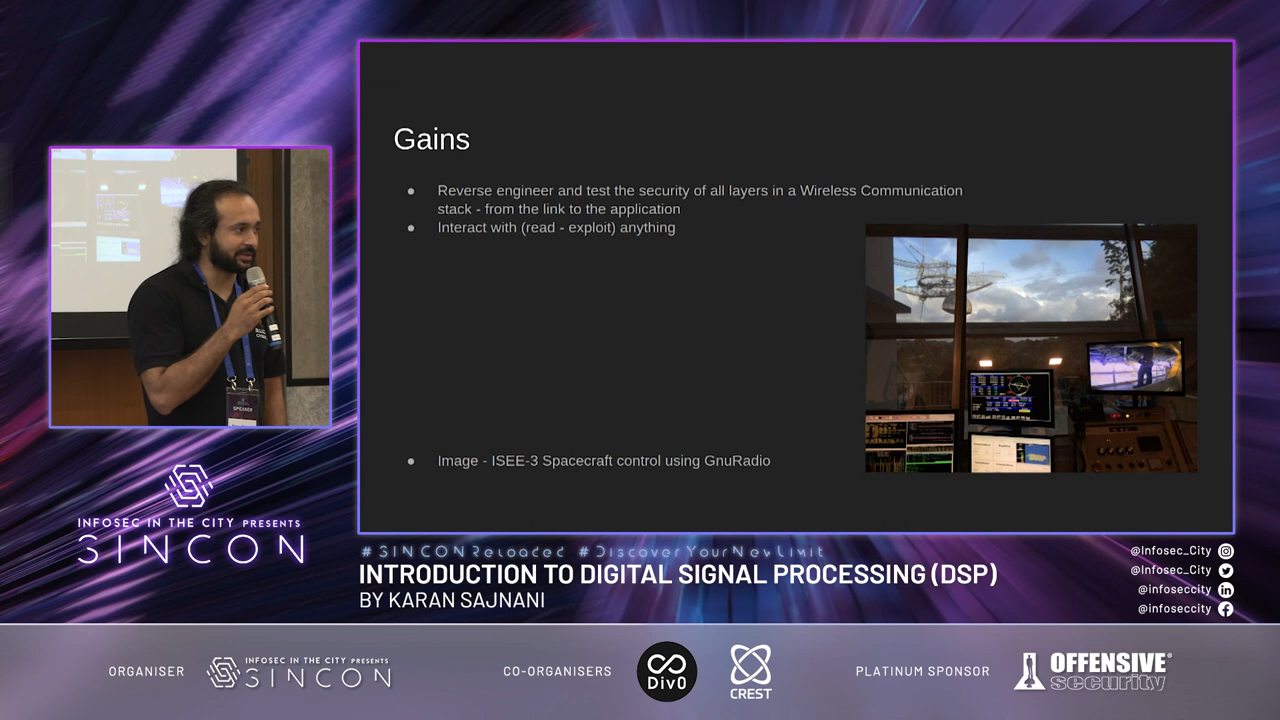 Gains
● Reverse engineer and test the security of all layers in a Wireless Communication
stack - from the link to the application
● Interact with (read - exploit) anything
● Image - ISEE-3 Spacecraft control using GnuRadio
SPEAKER
INFOSEC IN THE CITY PRESENTS
SINCON
#SINCONReloaded #DiscoverYourNewLimit
INTRODUCTION TO DIGITAL SIGNAL PROCESSING (DSP)
BY KARAN SAJNANI
@Infosec_City
@Infosec_City
@infoseccity
@infoseccity
ORGANISER
INFOSEC IN THE CITY PRESENTS
SINCON
CO-ORGANISERS
Div0
CREST
PLATINUM SPONSOR
OFFENSIVE®
security